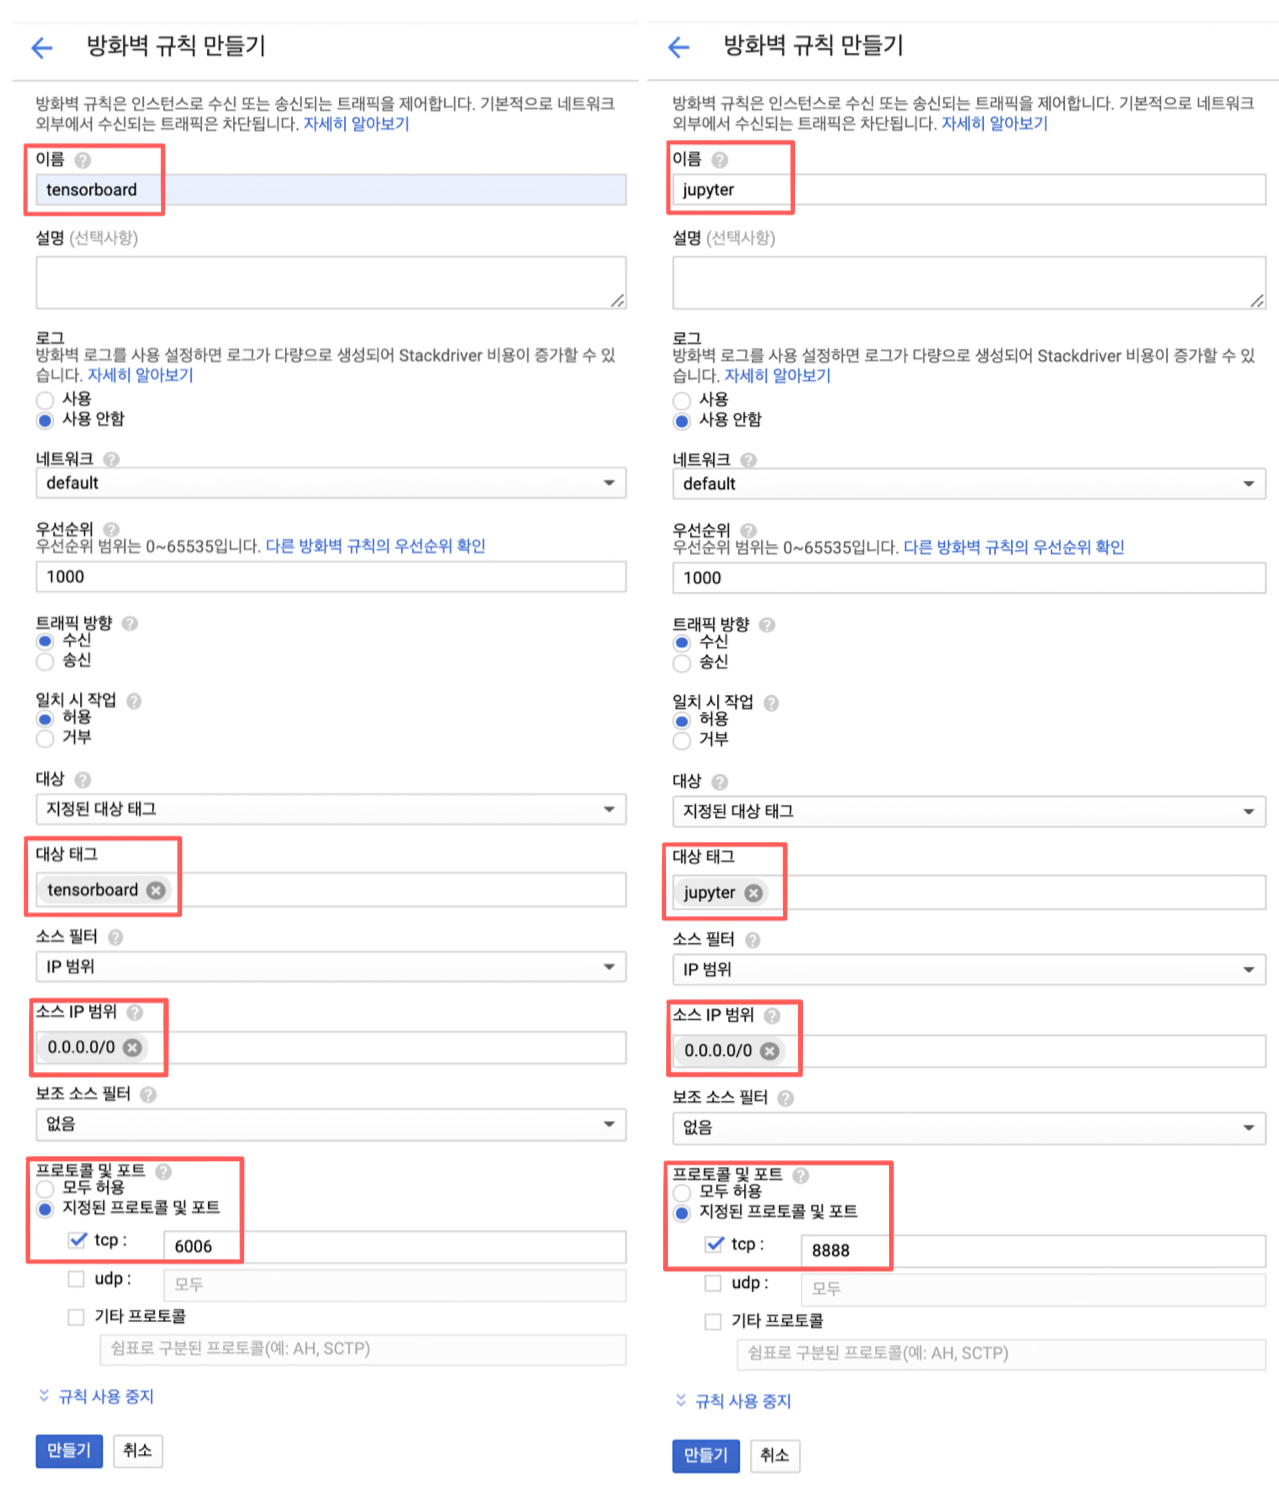 방화벽 규칙 만들기
방화벽 규칙은 인스턴스로 수신 또는 송신되는 트래픽을 제어합니다. 기본적으로 네트워크
외부에서 수신되는 트래픽은 차단됩니다. 자세히 알아보기
이름
tensorboard
설명 (선택사항)
로그
방화벽 로그를 사용 설정하면 로그가 다량으로 생성되어 Stackdriver 비용이 증가할 수 있
습니다. 자세히 알아보기
사용
사용 안함
네트워크
default
우선순위
우선순위 범위는 0~65535입니다. 다른 방화벽 규칙의 우선순위 확인
1000
트래픽 방향
수신
송신
일치 시 작업
허용
거부
대상
지정된 대상 태그
대상 태그
tensorboard
소스 필터
IP 범위
소스 IP 범위
0.0.0.0/0
보조 소스 필터
없음
프로토콜 및 포트
모두 허용
지정된 프로토콜 및 포트
tcp :
6006
udp :
모두
기타 프로토콜
쉼표로 구분된 프로토콜(예: AH, SCTP)
규칙 사용 중지
만들기
취소
방화벽 규칙 만들기
방화벽 규칙은 인스턴스로 수신 또는 송신되는 트래픽을 제어합니다. 기본적으로 네트워크
외부에서 수신되는 트래픽은 차단됩니다. 자세히 알아보기
이름
jupyter
설명 (선택사항)
로그
방화벽 로그를 사용 설정하면 로그가 다량으로 생성되어 Stackdriver 비용이 증가할 수 있
습니다. 자세히 알아보기
사용
사용 안함
네트워크
default
우선순위
우선순위 범위는 0~65535입니다. 다른 방화벽 규칙의 우선순위 확인
1000
트래픽 방향
수신
송신
일치 시 작업
허용
거부
대상
지정된 대상 태그
대상 태그
jupyter
소스 필터
IP 범위
소스 IP 범위
0.0.0.0/0
보조 소스 필터
없음
프로토콜 및 포트
모두 허용
지정된 프로토콜 및 포트
tcp :
8888
udp :
모두
기타 프로토콜
쉼표로 구분된 프로토콜(예: AH, SCTP)
규칙 사용 중지
만들기
취소